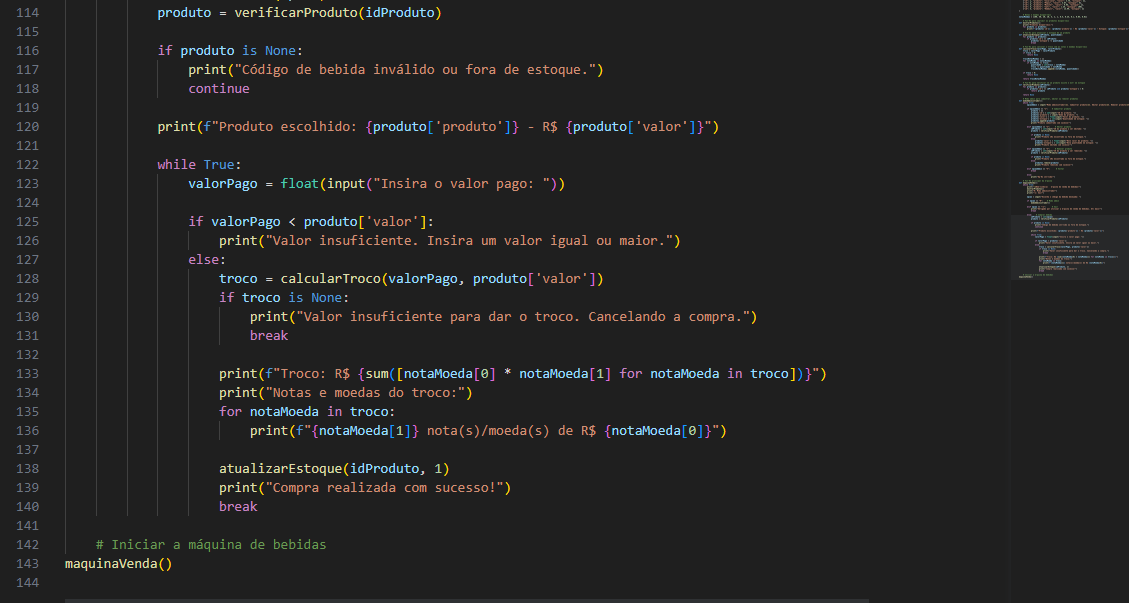 114 produto = verificarProduto(idProduto)
115
116 if produto is None:
117 print("Código de bebida inválido ou fora de estoque.")
118 continue
119
120 print(f"Produto escolhido: {produto['produto']} - R$ {produto['valor']}")
121
122 while True:
123 valorPago = float(input("Insira o valor pago: "))
124
125 if valorPago < produto['valor']:
126 print("Valor insuficiente. Insira um valor igual ou maior.")
127 else:
128 troco = calcularTroco(valorPago, produto['valor'])
129 if troco is None:
130 print("Valor insuficiente para dar o troco. Cancelando a compra.")
131 break
132
133 print(f"Troco: R$ {sum([notaMoeda[0] * notaMoeda[1] for notaMoeda in troco])}")
134 print("Notas e moedas do troco:")
135 for notaMoeda in troco:
136 print(f"{notaMoeda[1]} nota(s)/moeda(s) de R$ {notaMoeda[0]}")
137
138 atualizarEstoque(idProduto, 1)
139 print("Compra realizada com sucesso!")
140 break
141
142 # Iniciar a máquina de bebidas
143 maquinaVenda()
144